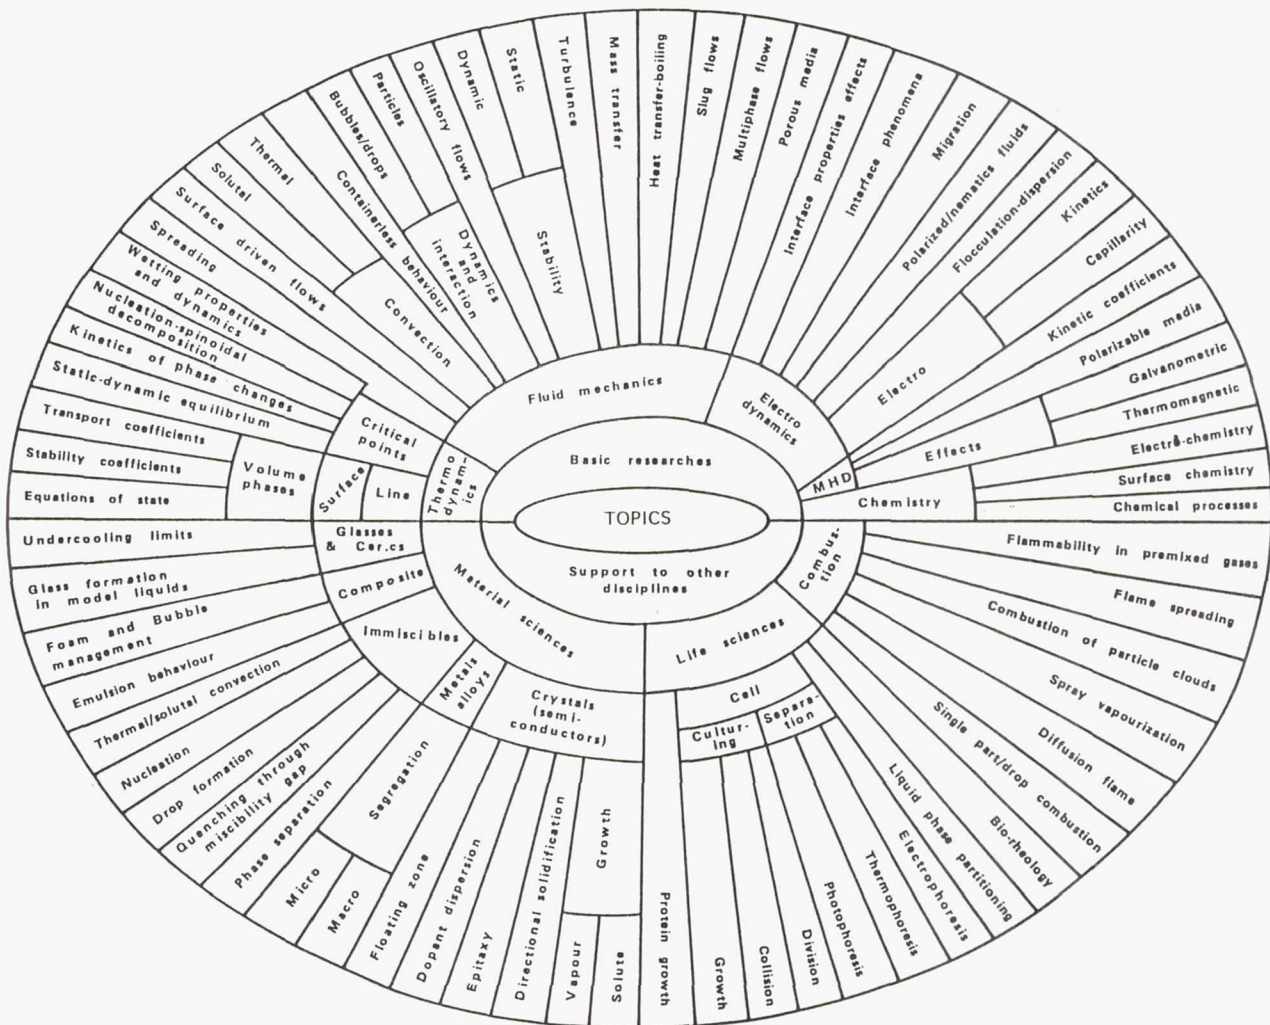 TOPICS
Basic researches
Support to other
disciplines
Fluid mechanics
Electro
dynamics
MHD
Chemistry
Combus-
tion
Life sciences
Material sciences
Thermo
dynam-
ics
Critical
points
Surface
Line
Volume
phases
Glasses
& Cer.cs
Composite
Immiscibles
Metals
alloys
Crystals
(semi-
conductors)
Cell
Culturing-
ing
Separa-
tion
Equations of state
Stability coefficients
Transport coefficients
Static-dynamic equilibrium
Kinetics of phase changes
Nucleation-spinoidal
decomposition
Wetting properties
and dynamics
Spreading
Surface driven flows
Convection
Solutal
Thermal
Containerless behaviour
Dynamics
and
interaction
Bubbles/drops
Particles
Oscillatory flows
Stability
Dynamic
Static
Turbulence
Mass transfer
Heat transfer-boiling
Slug flows
Multiphase flows
Porous media
Interface properties effects
Interface phenomena
Migration
Polarized/nematics fluids
Flocculation-dispersion
Electro
Kinetics
Capillarity
Kinetic coefficients
Polarizable media
Effects
Galvanometric
Thermomagnetic
Electro-chemistry
Surface chemistry
Chemical processes
Flammability in premixed gases
Flame spreading
Combustion of particle clouds
Spray vapourization
Diffusion flame
Single part/drop combustion
Bio-rheology
Liquid phase partitioning
Electrophoresis
Thermophoresis
Photophoresis
Division
Collision
Growth
Protein growth
Growth
Solute
Vapour
Directional solidification
Epitaxy
Dopant dispersion
Floating zone
Segregation
Macro
Micro
Phase separation
Quenching through
miscibility gap
Drop formation
Nucleation
Thermal/solutal convection
Emulsion behaviour
Foam and Bubble
management
Glass formation
in model liquids
Undercooling limits